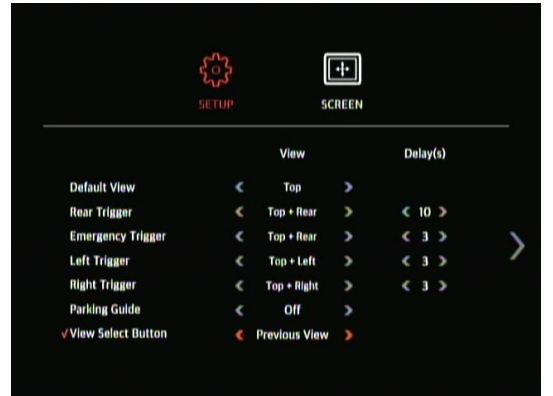 SETUP SCREEN
View Delay(s)
Default View Top
Rear Trigger Top + Rear 10
Emergency Trigger Top + Rear 3
Left Trigger Top + Left 3
Right Trigger Top + Right 3
Parking Guide Off
View Select Button Previous View